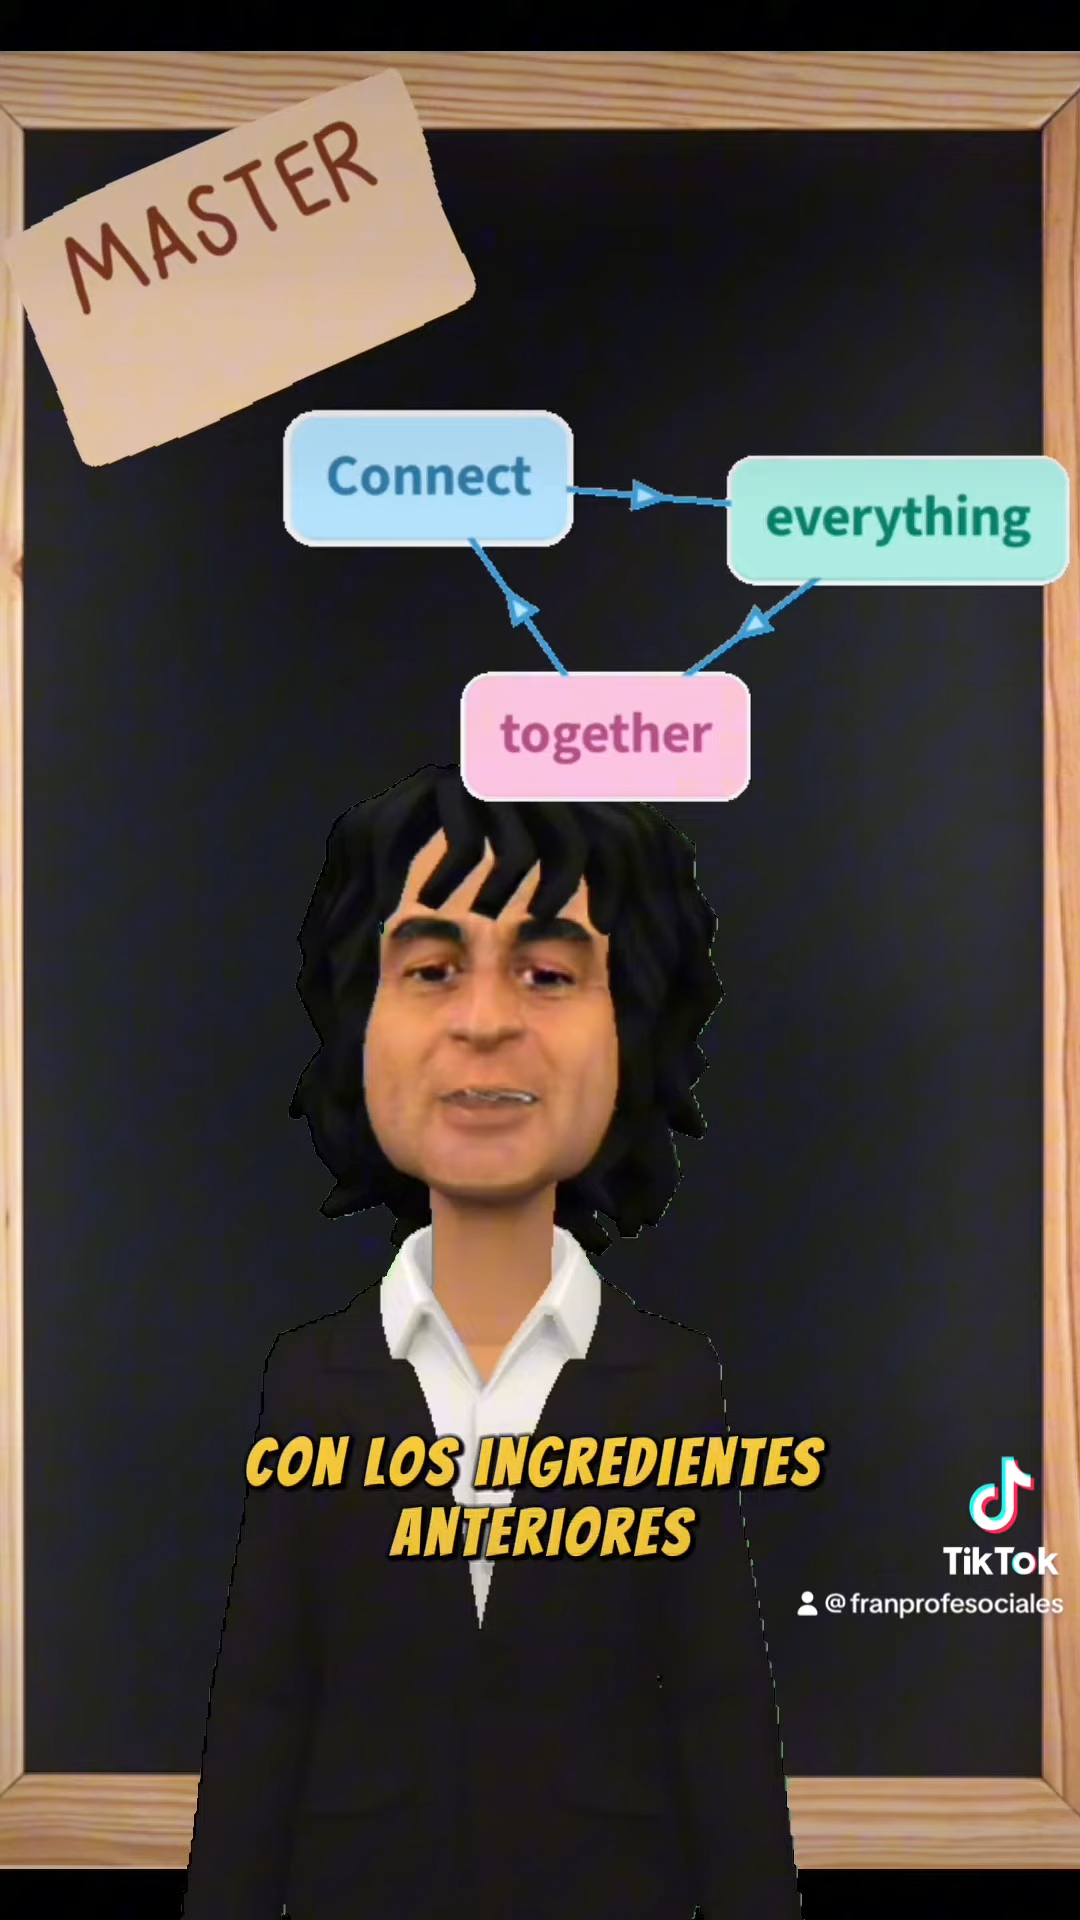 MASTER
Connect
everything
together
CON LOS INGREDIENTES
ANTERIORES
TikTok
@franprofesociales